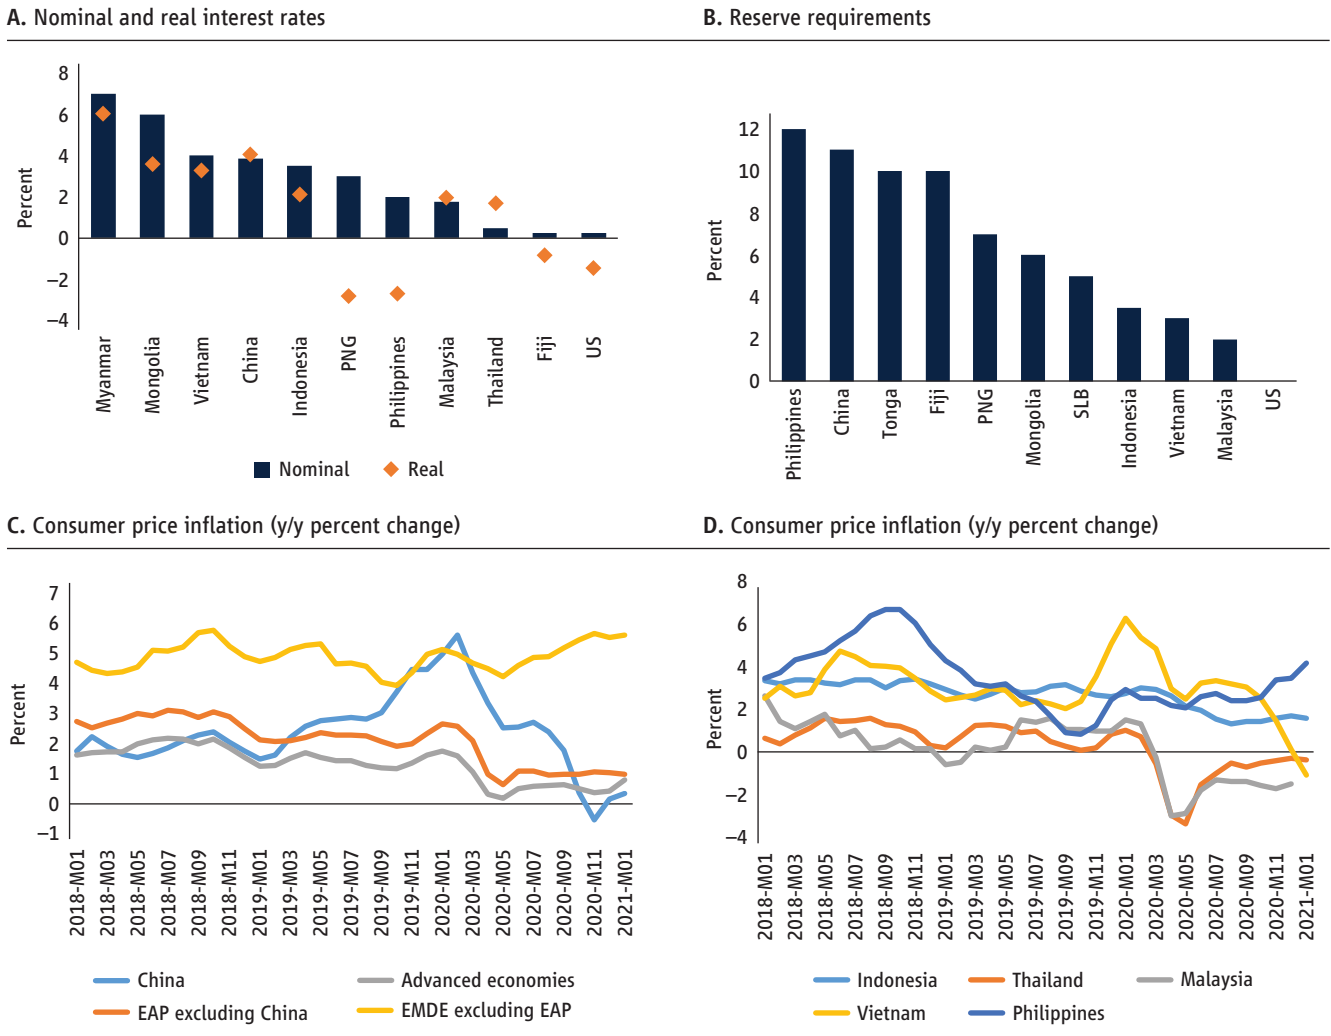 A. Nominal and real interest rates
Percent
8
6
4
2
0
−2
−4
Myanmar
Mongolia
Vietnam
China
Indonesia
PNG
Philippines
Malaysia
Thailand
Fiji
US
Nominal Real
B. Reserve requirements
Percent
12
10
8
6
4
2
0
Philippines
China
Tonga
Fiji
PNG
Mongolia
SLB
Indonesia
Vietnam
Malaysia
US
C. Consumer price inflation (y/y percent change)
Percent
7
6
5
4
3
2
1
0
−1
2018-M01
2018-M03
2018-M05
2018-M07
2018-M09
2018-M11
2019-M01
2019-M03
2019-M05
2019-M07
2019-M09
2019-M11
2020-M01
2020-M03
2020-M05
2020-M07
2020-M09
2020-M11
2021-M01
China Advanced economies
EAP excluding China EMDE excluding EAP
D. Consumer price inflation (y/y percent change)
Percent
8
6
4
2
0
−2
−4
2018-M01
2018-M03
2018-M05
2018-M07
2018-M09
2018-M11
2019-M01
2019-M03
2019-M05
2019-M07
2019-M09
2019-M11
2020-M01
2020-M03
2020-M05
2020-M07
2020-M09
2020-M11
2021-M01
Indonesia Thailand Malaysia
Vietnam Philippines